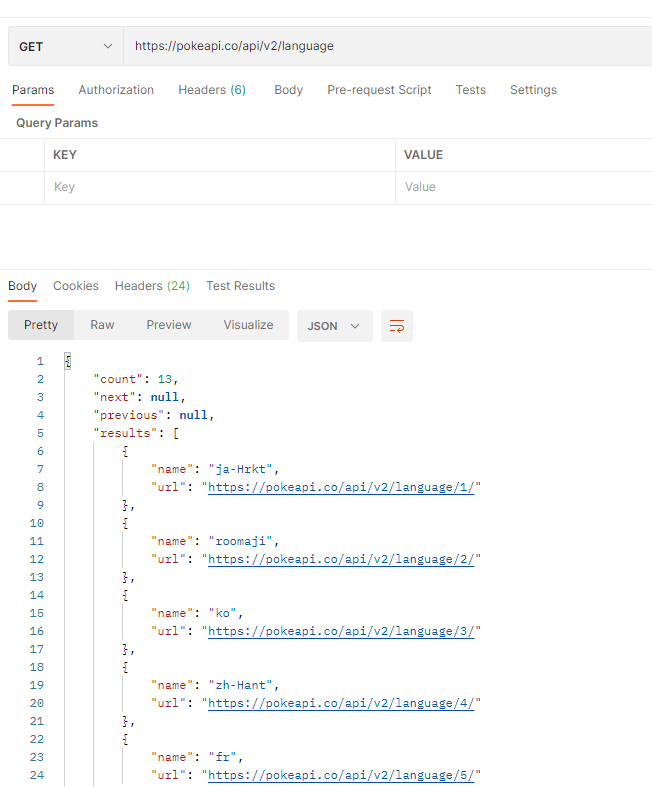 GET https://pokeapi.co/api/v2/language
Params Authorization Headers (6) Body Pre-request Script Tests Settings
Query Params
KEY VALUE
Key Value
Body Cookies Headers (24) Test Results
Pretty Raw Preview Visualize JSON
1 {
2 "count": 13,
3 "next": null,
4 "previous": null,
5 "results": [
6 {
7 "name": "ja-Hrkt",
8 "url": "https://pokeapi.co/api/v2/language/1/"
9 },
10 {
11 "name": "roomaji",
12 "url": "https://pokeapi.co/api/v2/language/2/"
13 },
14 {
15 "name": "ko",
16 "url": "https://pokeapi.co/api/v2/language/3/"
17 },
18 {
19 "name": "zh-Hant",
20 "url": "https://pokeapi.co/api/v2/language/4/"
21 },
22 {
23 "name": "fr",
24 "url": "https://pokeapi.co/api/v2/language/5/"